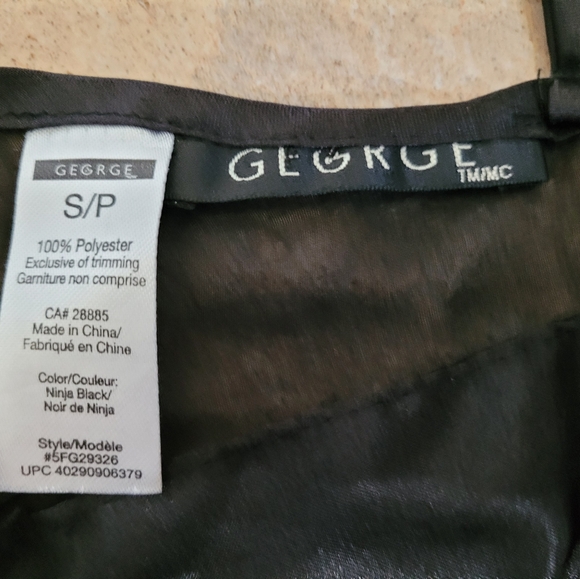 GEORGE
S/P
100% Polyester
Exclusive of trimming
Garniture non comprise
CA# 28885
Made in China/
Fabriqué en Chine
Color/Couleur:
Ninja Black/
Noir de Ninja
Style/Modèle
#5FG29326
UPC 40290906379
GEORGE
TM/MC